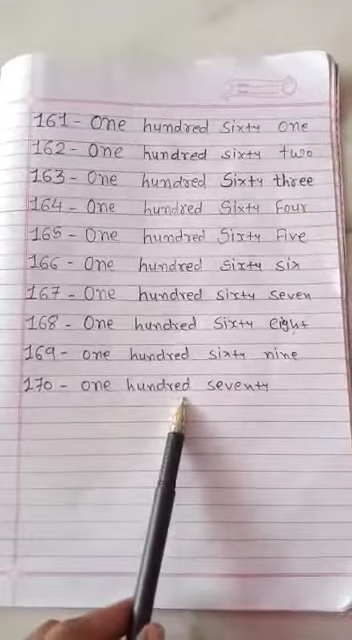 161 - One hundred sixty one
162 - One hundred sixty two
163 - One hundred Sixty three
164 - One hundred Sixty Four
165 - One hundred Sixty Five
166 - One hundred sixty six
167 - One hundred sixty seven
168 - One hundred sixty eight
169 - one hundred sixty nine
170 - one hundred seventy